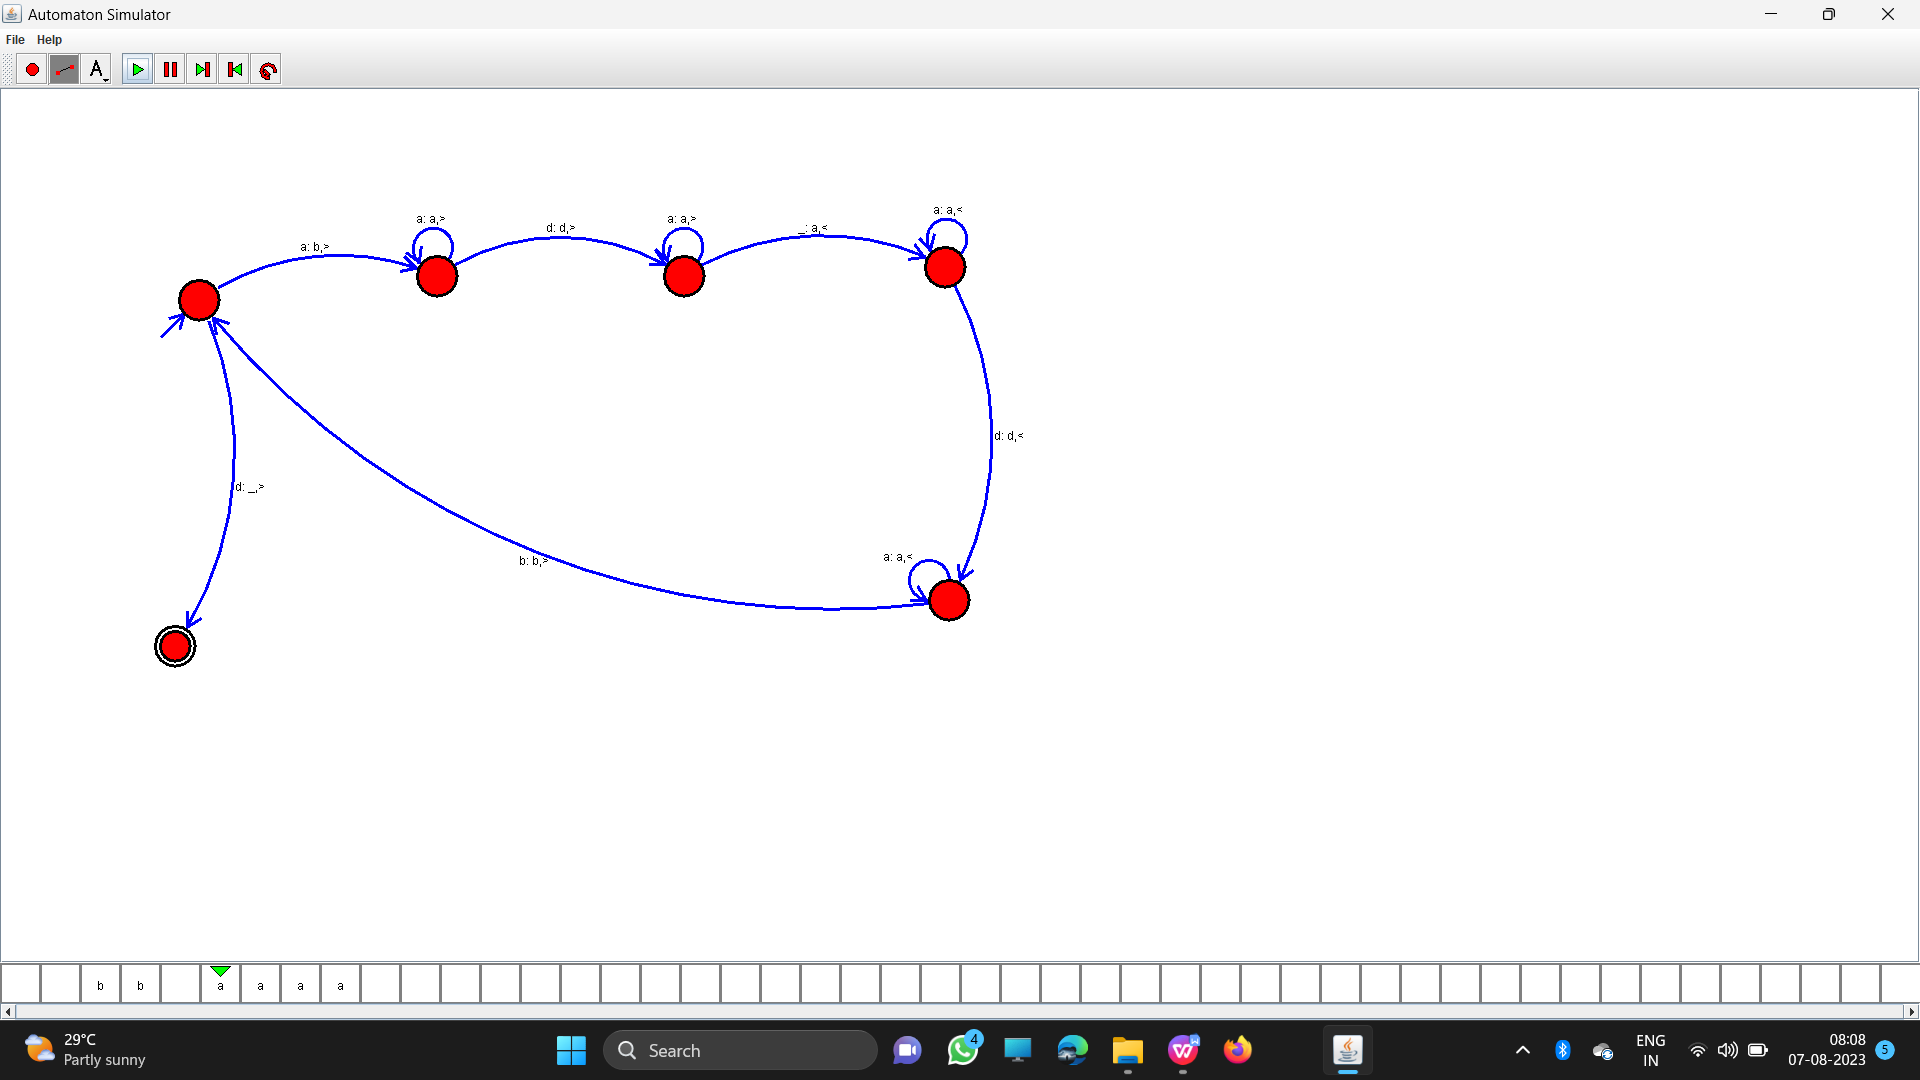 Automaton Simulator
File Help
A
a: a,<
a: a,> a: a,>
d: d,> _: a,<
a: b,>
d: d,<
d: _,>
a: a,<
b: b,>
b b a a a a
29°C
Partly sunny
Search
4
ENG
IN
08:08
07-08-2023
5